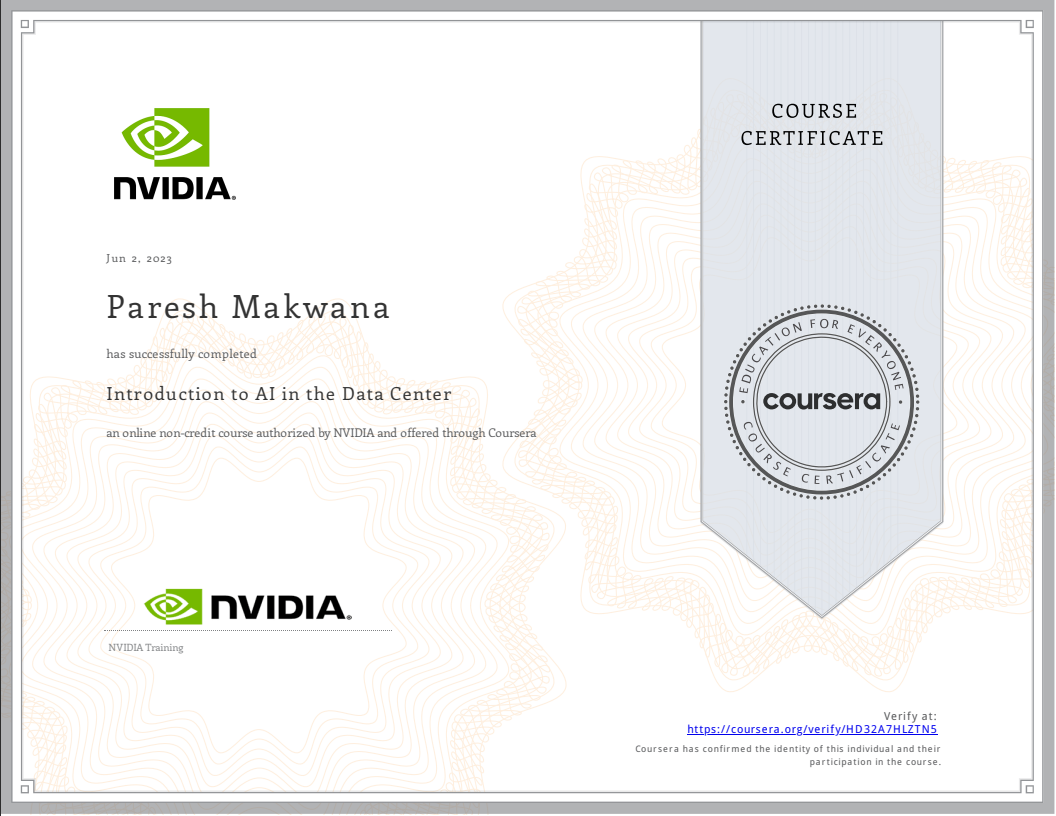 COURSE
CERTIFICATE
NVIDIA.
Jun 2, 2023
Paresh Makwana
has successfully completed
Introduction to AI in the Data Center
an online non-credit course authorized by NVIDIA and offered through Coursera
EDUCATION FOR EVERYONE
coursera
COURSE CERTIFICATE
NVIDIA.
NVIDIA Training
Verify at:
https://coursera.org/verify/HD32A7HLZTN5
Coursera has confirmed the identity of this individual and their
participation in the course.